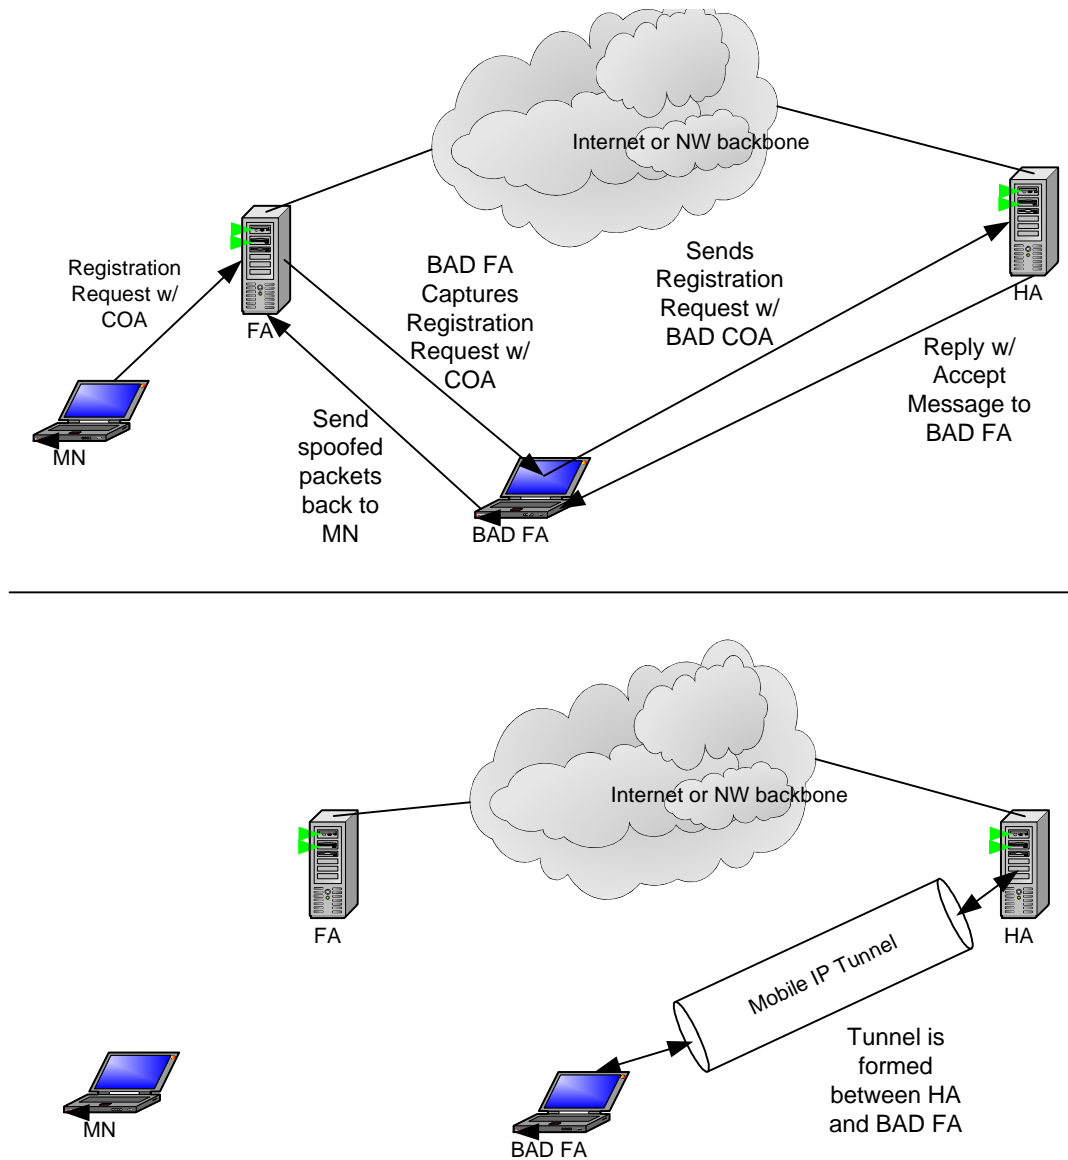 Internet or NW backbone
Registration
Request w/
COA
FA
BAD FA
Captures
Registration
Request w/
COA
Sends
Registration
Request w/
BAD COA
HA
Reply w/
Accept
Message to
BAD FA
MN
Send
spoofed
packets
back to
MN
BAD FA
Internet or NW backbone
FA
HA
Mobile IP Tunnel
Tunnel is
formed
between HA
and BAD FA
MN
BAD FA